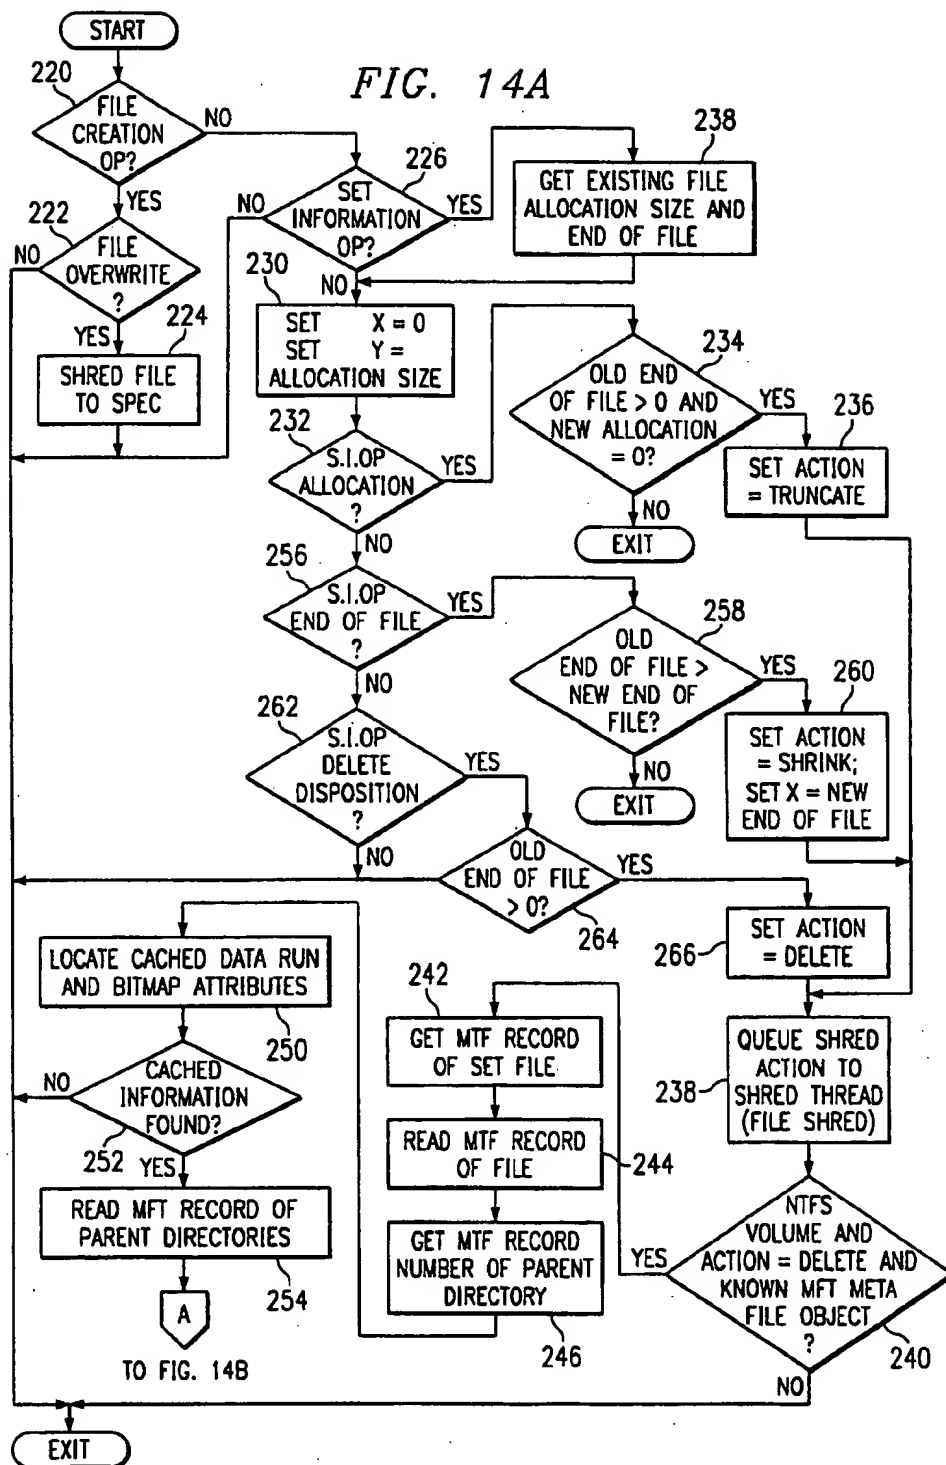 START
FIG. 14A
220
FILE
CREATION
OP?
NO
YES
222
FILE
OVERWRITE
?
NO
YES
224
SHRED FILE
TO SPEC
226
SET
INFORMATION
OP?
NO
YES
NO
238
GET EXISTING FILE
ALLOCATION SIZE AND
END OF FILE
230
SET X = 0
SET Y =
ALLOCATION SIZE
232
S.I.OP
ALLOCATION
?
YES
NO
234
OLD END
OF FILE > 0 AND
NEW ALLOCATION
= 0?
YES
NO
EXIT
236
SET ACTION
= TRUNCATE
256
S.I.OP
END OF FILE
?
YES
NO
258
OLD
END OF FILE >
NEW END OF
FILE?
YES
NO
EXIT
260
SET ACTION
= SHRINK;
SET X = NEW
END OF FILE
262
S.I.OP
DELETE
DISPOSITION
?
YES
NO
OLD
END OF FILE
> 0?
264
YES
266
SET ACTION
= DELETE
238
QUEUE SHRED
ACTION TO
SHRED THREAD
(FILE SHRED)
NTFS
VOLUME AND
ACTION = DELETE AND
KNOWN MFT META
FILE OBJECT
?
240
YES
NO
242
GET MTF RECORD
OF SET FILE
READ MTF RECORD
OF FILE
244
GET MTF RECORD
NUMBER OF PARENT
DIRECTORY
246
LOCATE CACHED DATA RUN
AND BITMAP ATTRIBUTES
250
CACHED
INFORMATION
FOUND?
NO
252
YES
READ MFT RECORD OF
PARENT DIRECTORIES
254
A
TO FIG. 14B
EXIT